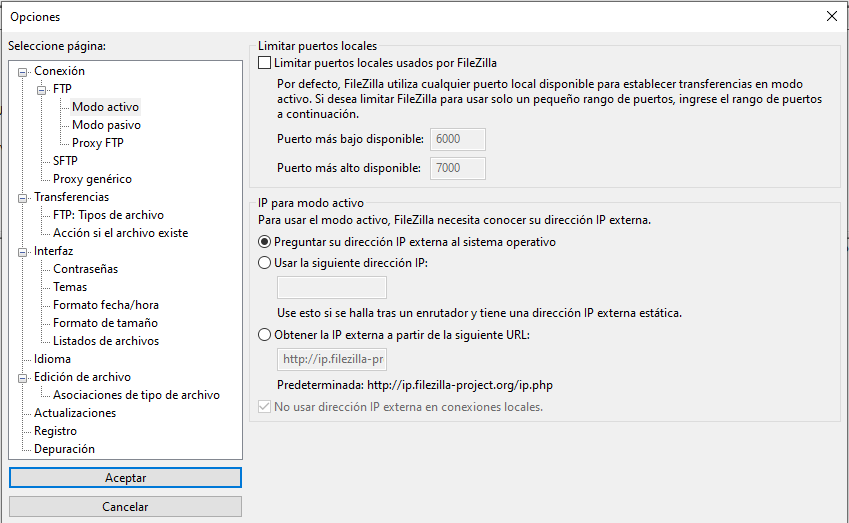 Opciones
Seleccione página:
Conexión
FTP
Modo activo
Modo pasivo
Proxy FTP
SFTP
Proxy genérico
Transferencias
FTP: Tipos de archivo
Acción si el archivo existe
Interfaz
Contraseñas
Temas
Formato fecha/hora
Formato de tamaño
Listados de archivos
Idioma
Edición de archivo
Asociaciones de tipo de archivo
Actualizaciones
Registro
Depuración
Aceptar
Cancelar
Limitar puertos locales
Limitar puertos locales usados por FileZilla
Por defecto, FileZilla utiliza cualquier puerto local disponible para establecer transferencias en modo
activo. Si desea limitar FileZilla para usar solo un pequeño rango de puertos, ingrese el rango de puertos
a continuación.
Puerto más bajo disponible: 6000
Puerto más alto disponible: 7000
IP para modo activo
Para usar el modo activo, FileZilla necesita conocer su dirección IP externa.
Preguntar su dirección IP externa al sistema operativo
Usar la siguiente dirección IP:
Use esto si se halla tras un enrutador y tiene una dirección IP externa estática.
Obtener la IP externa a partir de la siguiente URL:
http://ip.filezilla-pr
Predeterminada: http://ip.filezilla-project.org/ip.php
No usar dirección IP externa en conexiones locales.